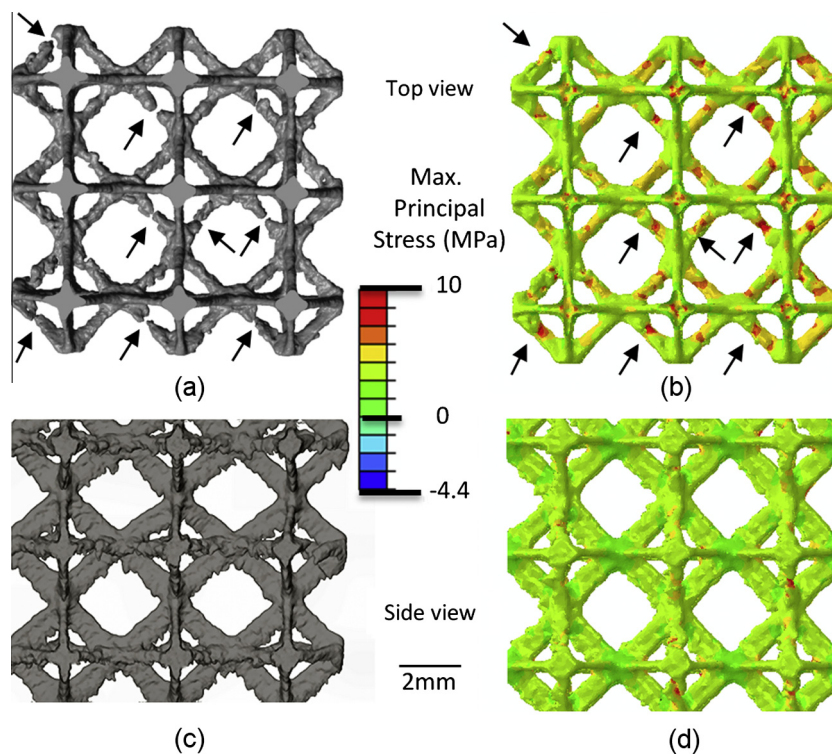 Top view
Max.
Principal
Stress (MPa)
10
0
-4.4
(a)
(b)
Side view
2mm
(c)
(d)